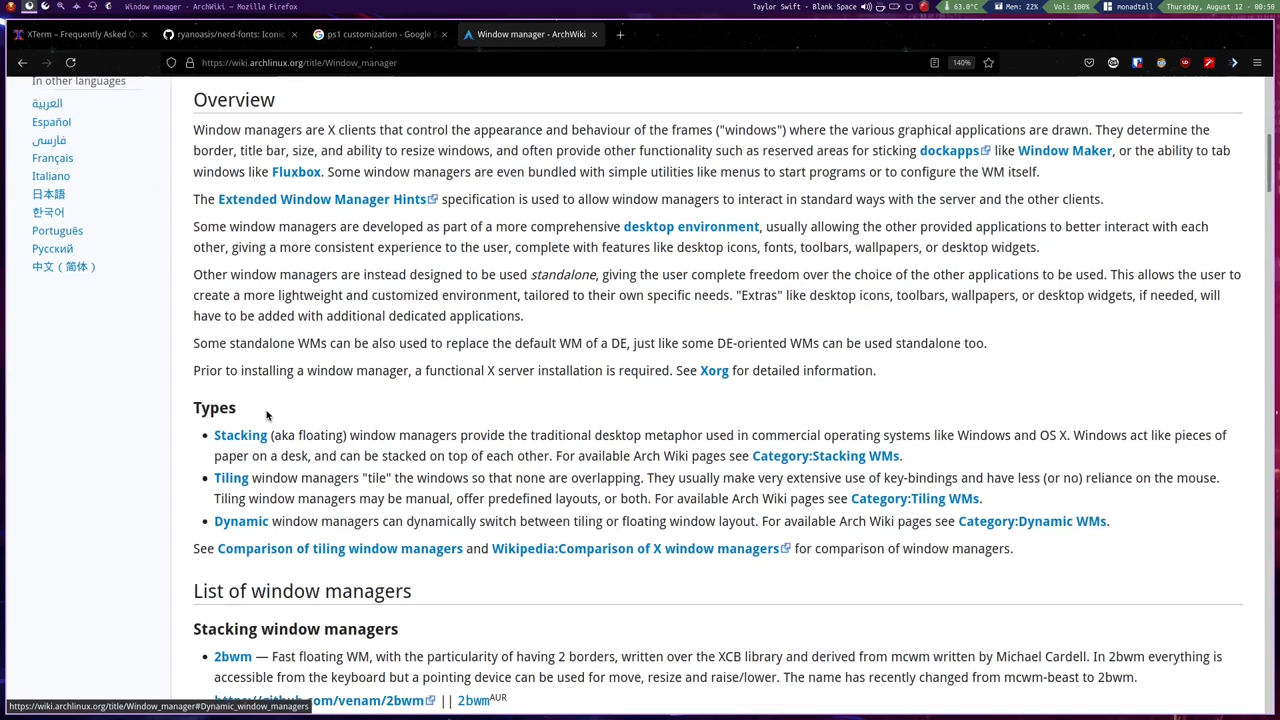 Window manager - ArchWiki — Mozilla Firefox
Taylor Swift - Blank Space
63.0°C
Mem: 22%
Vol: 100%
monadtall
Thursday, August 12 - 00:50
XTerm – Frequently Asked Qu
ryanoasis/nerd-fonts: Iconic
ps1 customization - Google S
Window manager - ArchWiki
https://wiki.archlinux.org/title/Window_manager
140%
In other languages
العربية
Español
فارسی
Français
Italiano
日本語
한국어
Português
Русский
中文（简体）
Overview
Window managers are X clients that control the appearance and behaviour of the frames ("windows") where the various graphical applications are drawn. They determine the
border, title bar, size, and ability to resize windows, and often provide other functionality such as reserved areas for sticking dockapps like Window Maker, or the ability to tab
windows like Fluxbox. Some window managers are even bundled with simple utilities like menus to start programs or to configure the WM itself.
The Extended Window Manager Hints specification is used to allow window managers to interact in standard ways with the server and the other clients.
Some window managers are developed as part of a more comprehensive desktop environment, usually allowing the other provided applications to better interact with each
other, giving a more consistent experience to the user, complete with features like desktop icons, fonts, toolbars, wallpapers, or desktop widgets.
Other window managers are instead designed to be used standalone, giving the user complete freedom over the choice of the other applications to be used. This allows the user to
create a more lightweight and customized environment, tailored to their own specific needs. "Extras" like desktop icons, toolbars, wallpapers, or desktop widgets, if needed, will
have to be added with additional dedicated applications.
Some standalone WMs can be also used to replace the default WM of a DE, just like some DE-oriented WMs can be used standalone too.
Prior to installing a window manager, a functional X server installation is required. See Xorg for detailed information.
Types
• Stacking (aka floating) window managers provide the traditional desktop metaphor used in commercial operating systems like Windows and OS X. Windows act like pieces of
paper on a desk, and can be stacked on top of each other. For available Arch Wiki pages see Category:Stacking WMs.
• Tiling window managers "tile" the windows so that none are overlapping. They usually make very extensive use of key-bindings and have less (or no) reliance on the mouse.
Tiling window managers may be manual, offer predefined layouts, or both. For available Arch Wiki pages see Category:Tiling WMs.
• Dynamic window managers can dynamically switch between tiling or floating window layout. For available Arch Wiki pages see Category:Dynamic WMs.
See Comparison of tiling window managers and Wikipedia:Comparison of X window managers for comparison of window managers.
List of window managers
Stacking window managers
• 2bwm — Fast floating WM, with the particularity of having 2 borders, written over the XCB library and derived from mcwm written by Michael Cardell. In 2bwm everything is
accessible from the keyboard but a pointing device can be used for move, resize and raise/lower. The name has recently changed from mcwm-beast to 2bwm.
https://github.com/venam/2bwm || 2bwmAUR
https://wiki.archlinux.org/title/Window_manager#Dynamic_window_managers